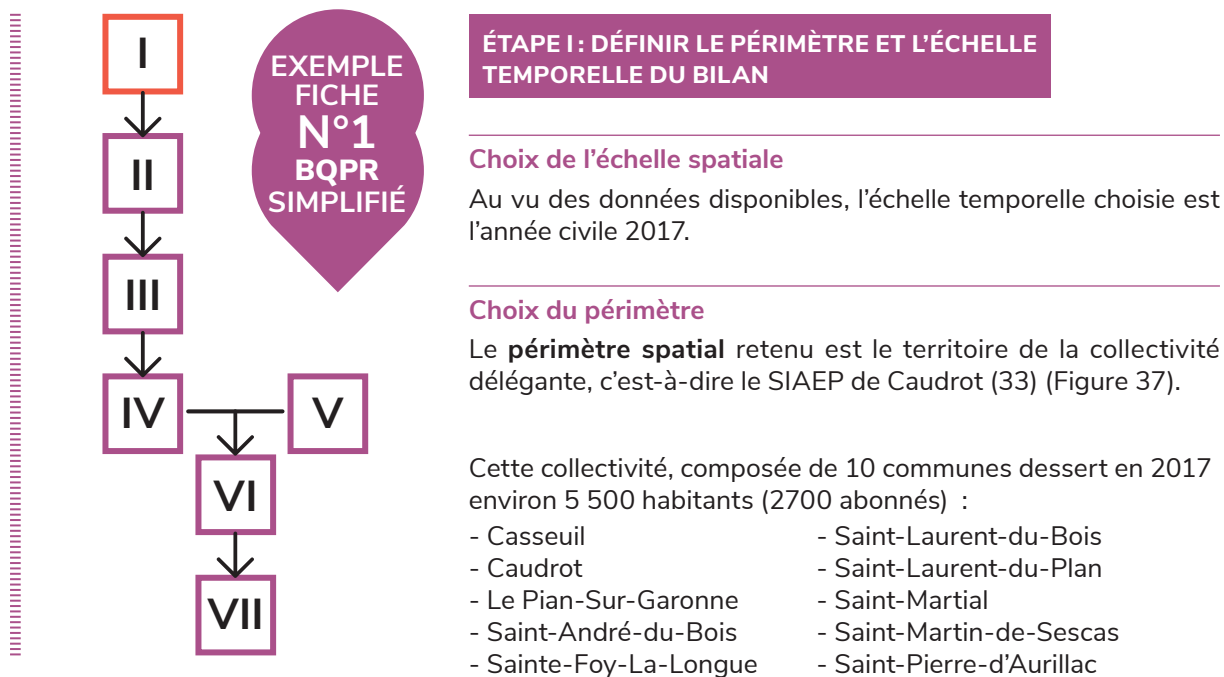 I
II
III
IV
V
VI
VII
EXEMPLE
FICHE
N°1
BQPR
SIMPLIFIÉ
ÉTAPE I : DÉFINIR LE PÉRIMÈTRE ET L’ÉCHELLE
TEMPORELLE DU BILAN
Choix de l’échelle spatiale
Au vu des données disponibles, l’échelle temporelle choisie est
l’année civile 2017.
Choix du périmètre
Le périmètre spatial retenu est le territoire de la collectivité
délégante, c’est-à-dire le SIAEP de Caudrot (33) (Figure 37).
Cette collectivité, composée de 10 communes dessert en 2017
environ 5 500 habitants (2700 abonnés) :
- Casseuil
- Caudrot
- Le Pian-Sur-Garonne
- Saint-André-du-Bois
- Sainte-Foy-La-Longue
- Saint-Laurent-du-Bois
- Saint-Laurent-du-Plan
- Saint-Martial
- Saint-Martin-de-Sescas
- Saint-Pierre-d’Aurillac